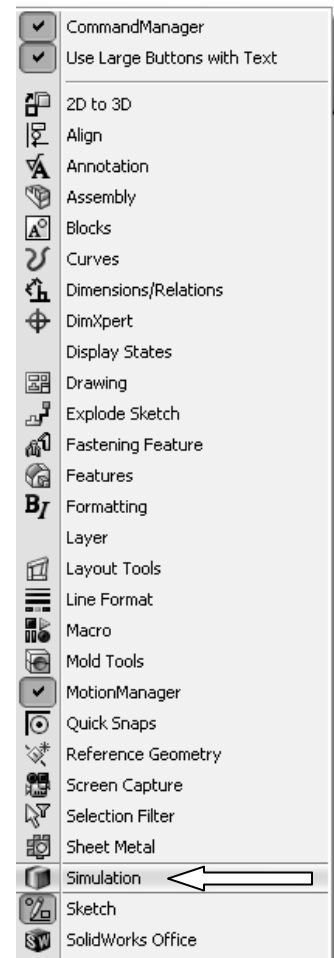 CommandManager
Use Large Buttons with Text
2D to 3D
Align
Annotation
Assembly
Blocks
Curves
Dimensions/Relations
DimXpert
Display States
Drawing
Explode Sketch
Fastening Feature
Features
Formatting
Layer
Layout Tools
Line Format
Macro
Mold Tools
MotionManager
Quick Snaps
Reference Geometry
Screen Capture
Selection Filter
Sheet Metal
Simulation
Sketch
SolidWorks Office